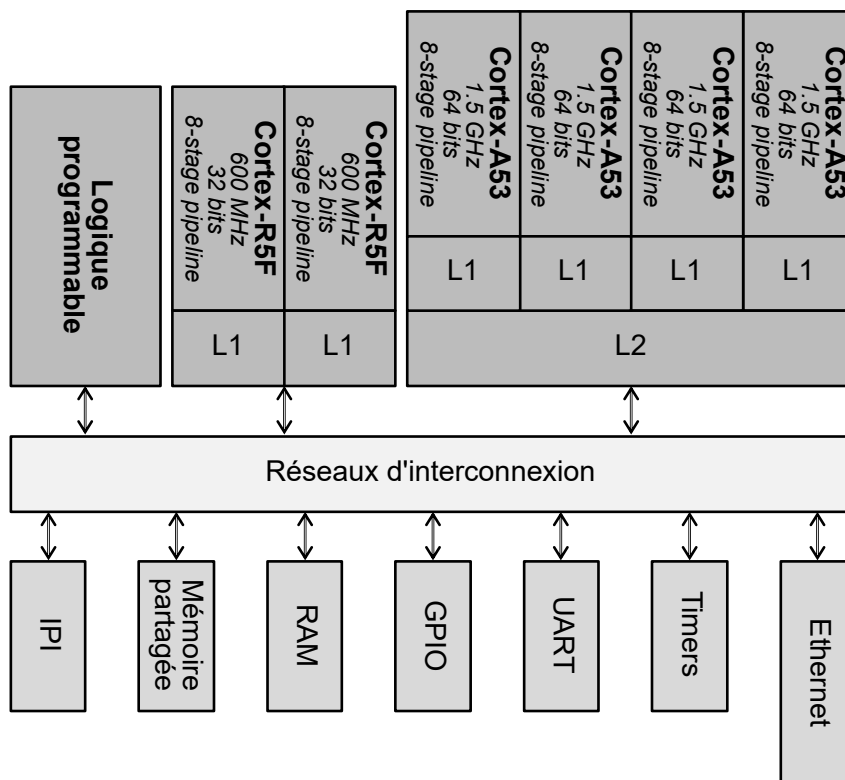 Logique
programmable
Cortex-R5F
600 MHz
32 bits
8-stage pipeline
L1
Cortex-R5F
600 MHz
32 bits
8-stage pipeline
L1
Cortex-A53
1.5 GHz
64 bits
8-stage pipeline
L1
Cortex-A53
1.5 GHz
64 bits
8-stage pipeline
L1
Cortex-A53
1.5 GHz
64 bits
8-stage pipeline
L1
Cortex-A53
1.5 GHz
64 bits
8-stage pipeline
L1
L2
Réseaux d'interconnexion
IPI
Mémoire
partagée
RAM
GPIO
UART
Timers
Ethernet